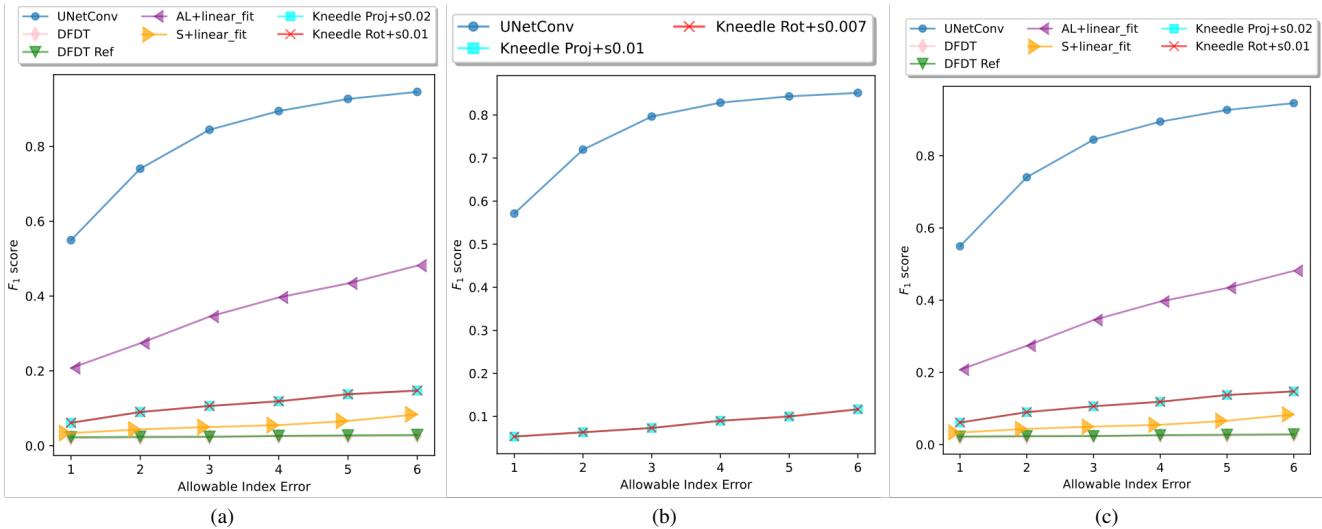 UNetConv AL+linear_fit Kneedle Proj+s0.02
DFDT S+linear_fit Kneedle Rot+s0.01
DFDT Ref
0.8
0.6
0.4
0.2
0.0
F1 score
1 2 3 4 5 6
Allowable Index Error
(a)
UNetConv Kneedle Rot+s0.007
Kneedle Proj+s0.01
0.8
0.7
0.6
0.5
0.4
0.3
0.2
0.1
F1 score
1 2 3 4 5 6
Allowable Index Error
(b)
UNetConv AL+linear_fit Kneedle Proj+s0.02
DFDT S+linear_fit Kneedle Rot+s0.01
DFDT Ref
0.8
0.6
0.4
0.2
0.0
F1 score
1 2 3 4 5 6
Allowable Index Error
(c)